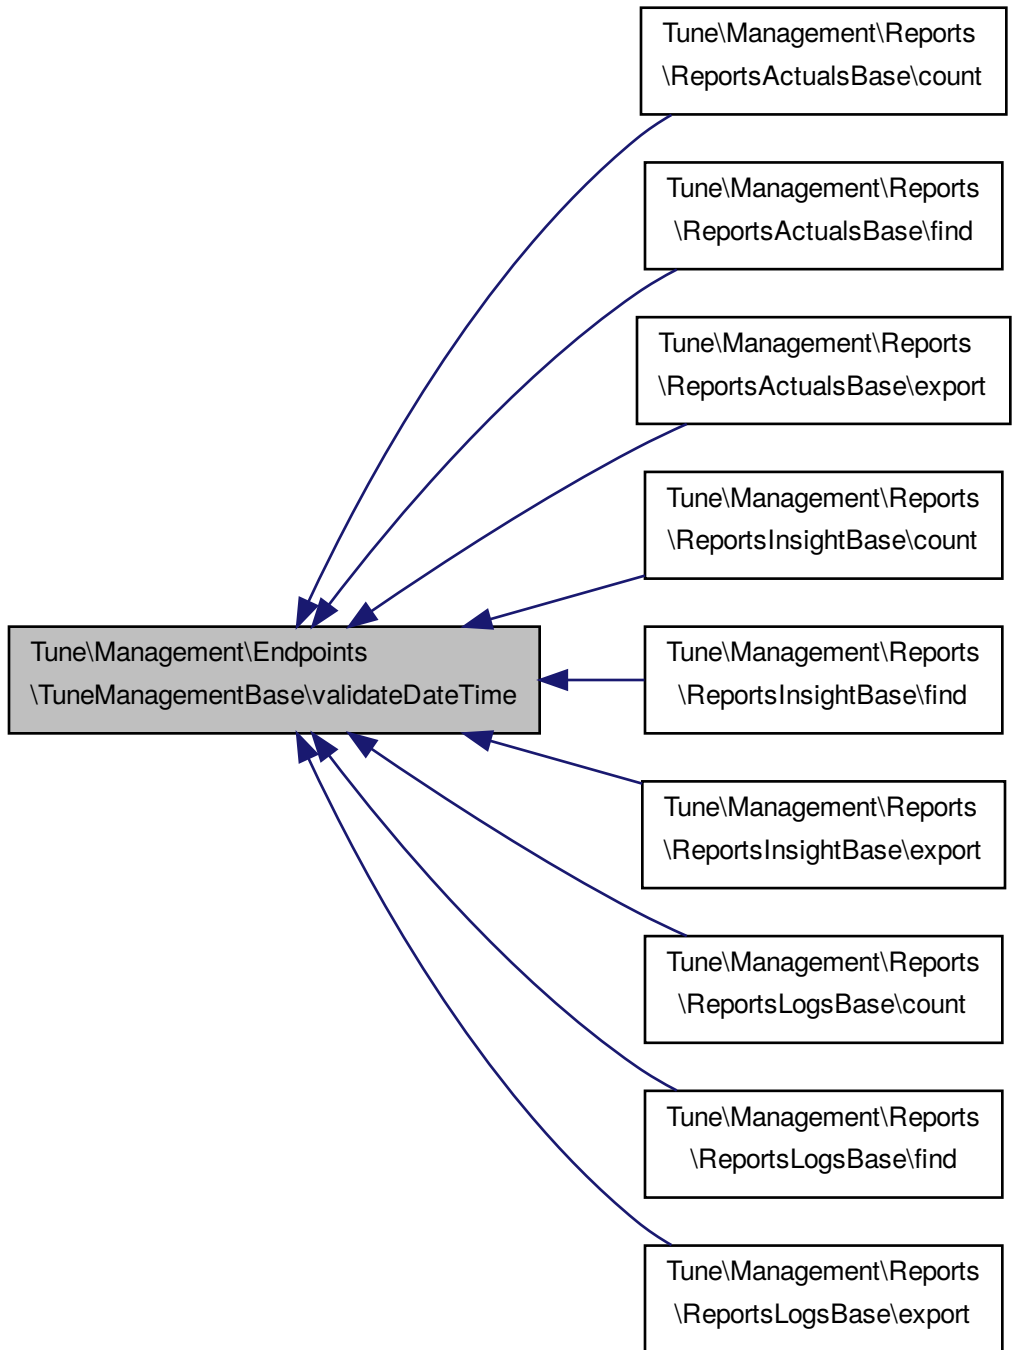 Tune\Management\Reports
\ReportsActualsBase\count
Tune\Management\Reports
\ReportsActualsBase\find
Tune\Management\Reports
\ReportsActualsBase\export
Tune\Management\Reports
\ReportsInsightBase\count
Tune\Management\Endpoints
\TuneManagementBase\validateDateTime
Tune\Management\Reports
\ReportsInsightBase\find
Tune\Management\Reports
\ReportsInsightBase\export
Tune\Management\Reports
\ReportsLogsBase\count
Tune\Management\Reports
\ReportsLogsBase\find
Tune\Management\Reports
\ReportsLogsBase\export